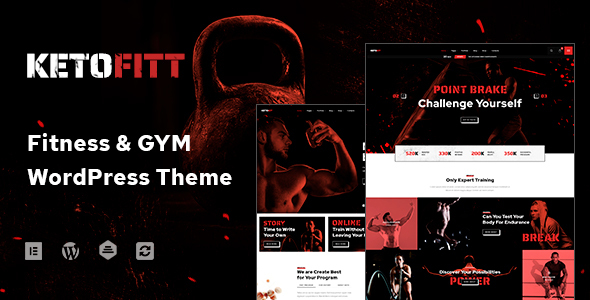 KETOFITT
Fitness & GYM
WordPress Theme
POINT BRAKE
Challenge Yourself
520K
330K
200K
350K
Only Expert Training
STORY
Time to Write
Your Own
ONLINE
Train Without
Leaving Your
We are Create Best
for Your Program.
Can You Test Your
Body For Endurance
BREAK
Discover Your Possibilities
POWER